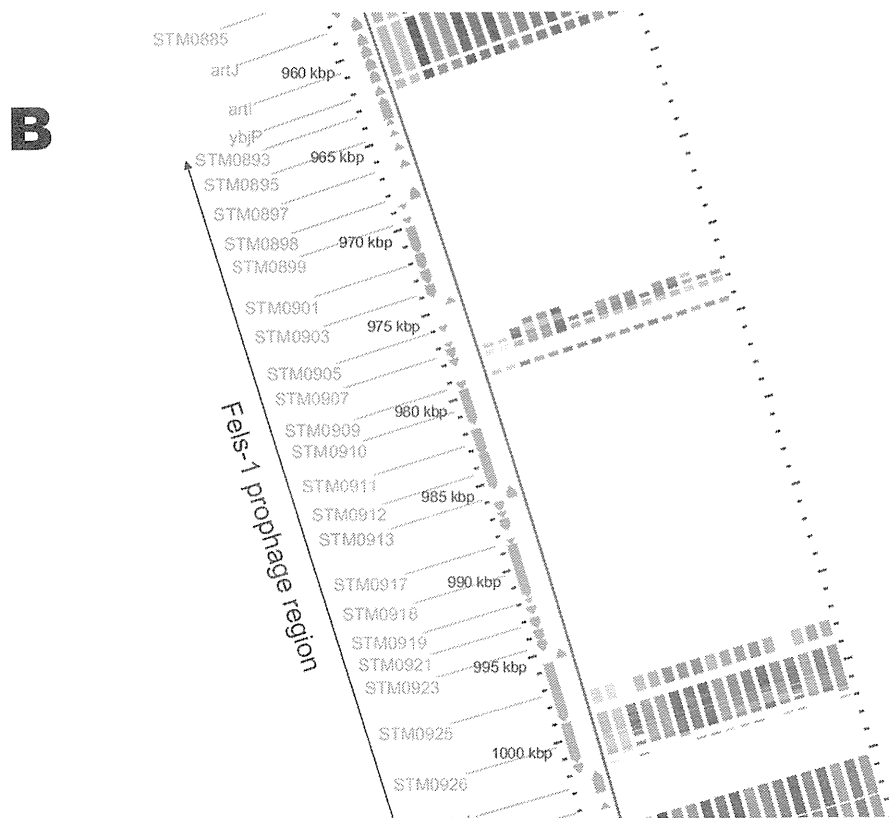 B
STM0885
artJ
960 kbp
artI
ybjP
STM0893
965 kbp
STM0895
STM0897
STM0898
970 kbp
STM0899
STM0901
975 kbp
STM0903
STM0905
STM0907
980 kbp
STM0909
STM0910
STM0911
985 kbp
STM0912
STM0913
STM0917
990 kbp
STM0918
STM0919
STM0921
995 kbp
STM0923
STM0925
1000 kbp
STM0926
Fels-1 prophage region